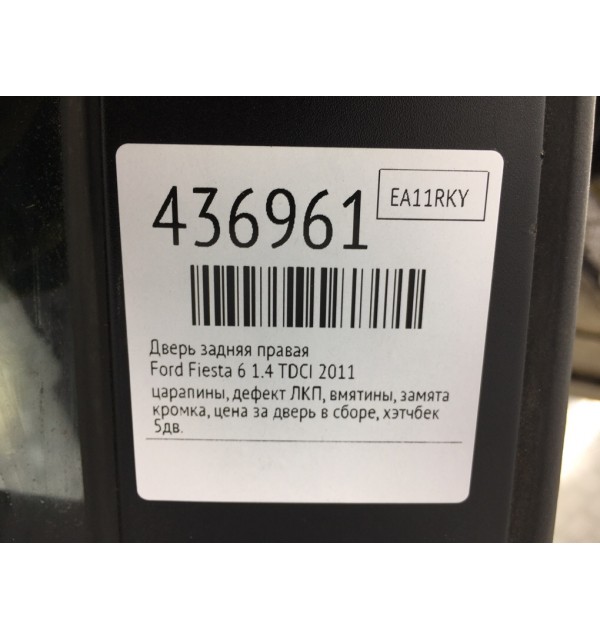 436961
EA11RKY
Дверь задняя правая
Ford Fiesta 6 1.4 TDCI 2011
царапины, дефект ЛКП, вмятины, замята
кромка, цена за дверь в сборе, хэтчбек
5дв.